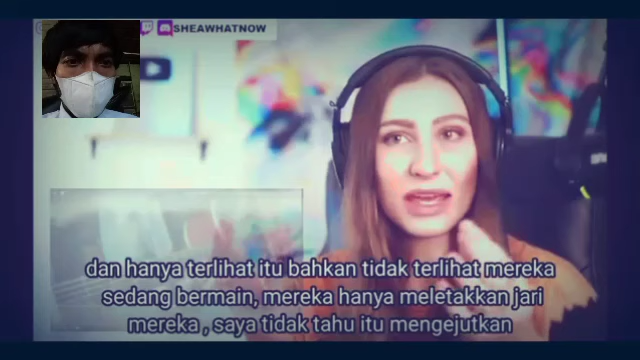 SHEAWHATNOW
dan hanya terlihat itu bahkan tidak terlihat mereka
sedang bermain, mereka hanya meletakkan jari
mereka , saya tidak tahu itu mengejutkan